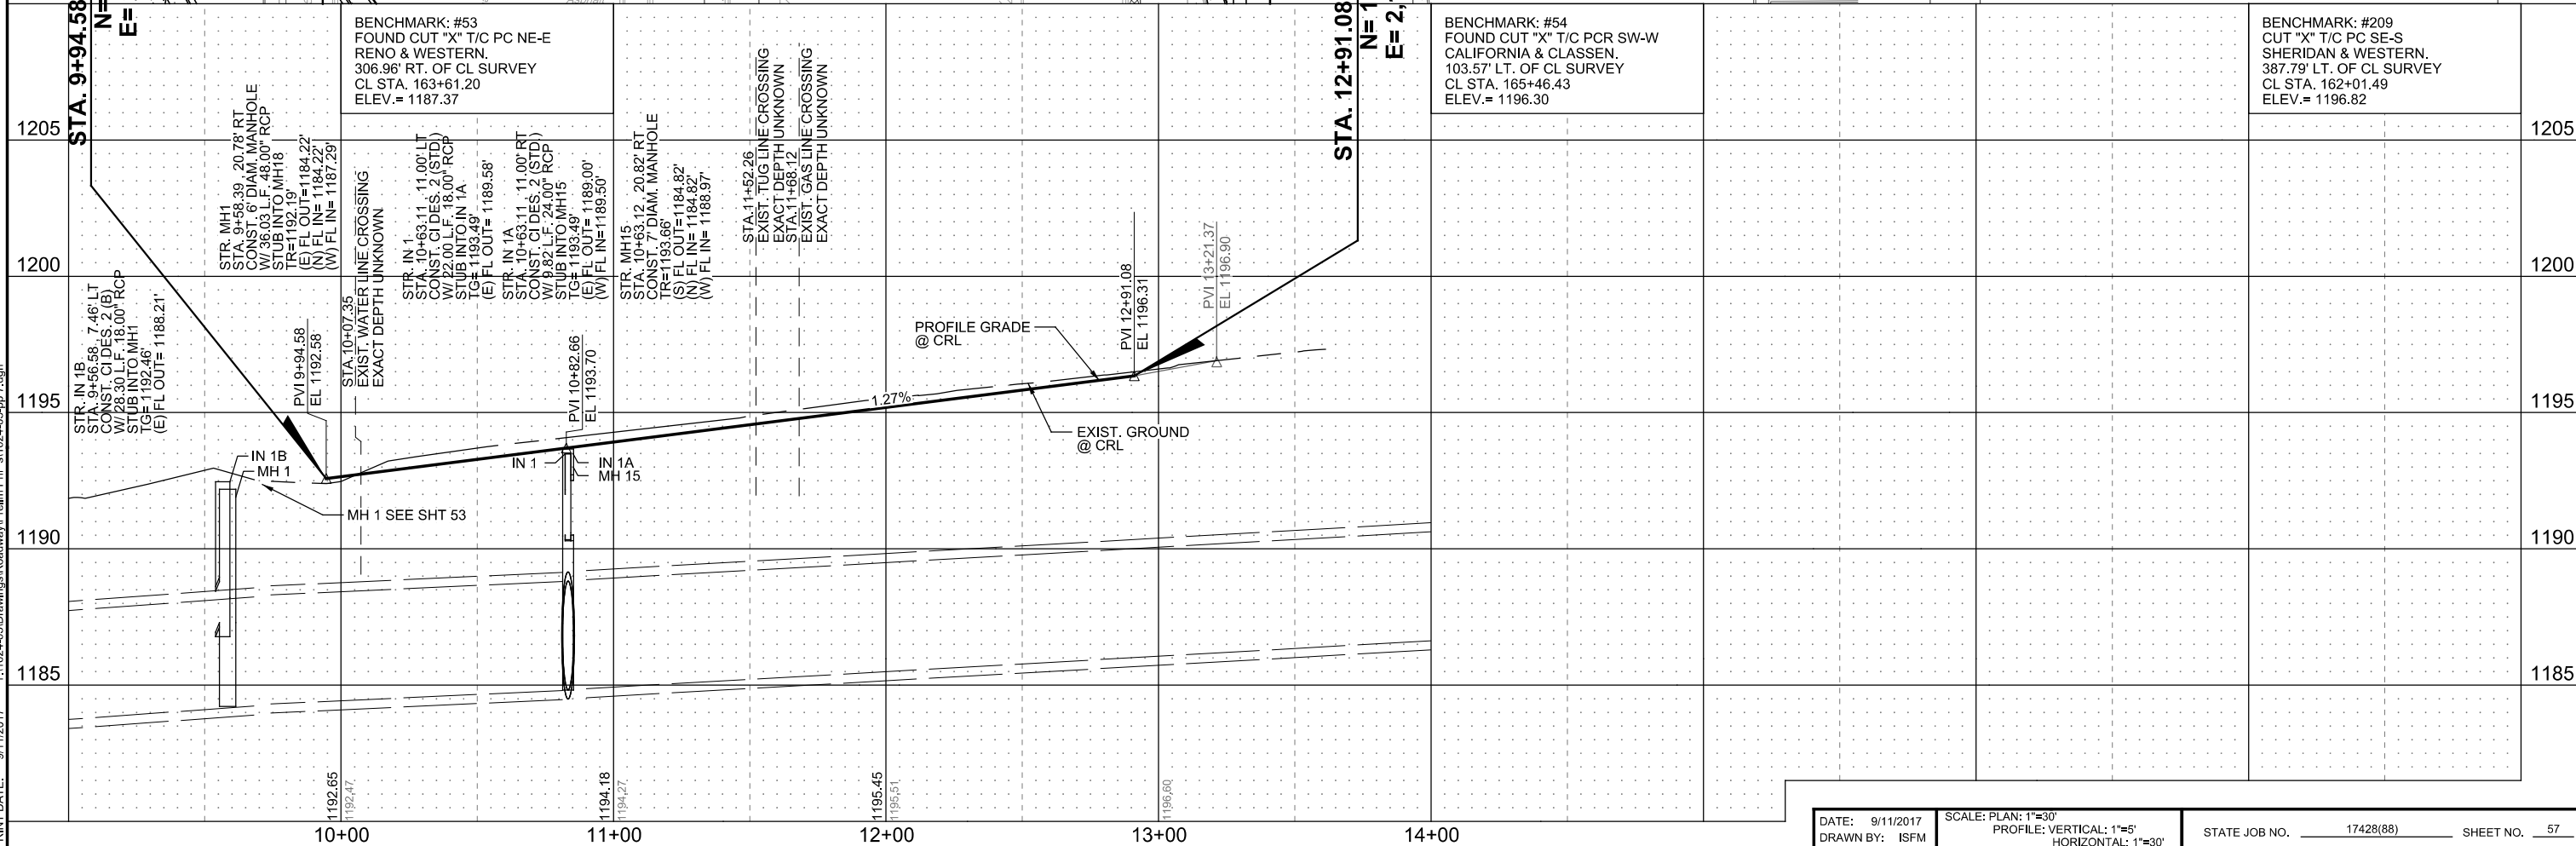 STA. 9+94.58
N=
E=
BENCHMARK: #53
FOUND CUT "X" T/C PC NE-E
RENO & WESTERN.
306.96' RT. OF CL SURVEY
CL STA. 163+61.20
ELEV.= 1187.37
STA. 12+91.08
N= 1
E= 2,
BENCHMARK: #54
FOUND CUT "X" T/C PCR SW-W
CALIFORNIA & CLASSEN.
103.57' LT. OF CL SURVEY
CL STA. 165+46.43
ELEV.= 1196.30
BENCHMARK: #209
CUT "X" T/C PC SE-S
SHERIDAN & WESTERN.
387.79' LT. OF CL SURVEY
CL STA. 162+01.49
ELEV.= 1196.82
1205
1205
1200
1200
1195
1195
1190
1190
1185
1185
STR. IN 1B
STA. 9+56.58, 7.46' LT
CONST. CI DES. 2 (B)
W/ 28.30 L.F. 18.00" RCP
STUB INTO MH1
TG= 1192.46'
(E) FL OUT= 1188.21'
STR. MH1
STA. 9+58.39, 20.78' RT
CONST. 6' DIAM. MANHOLE
W/ 36.03 L.F. 48.00" RCP
STUB INTO MH18
TR=1192.19'
(E) FL OUT=1184.22'
(N) FL IN= 1184.22'
(W) FL IN= 1187.29'
PVI 9+94.58
EL 1192.58
STA.10+07.35
EXIST. WATER LINE CROSSING
EXACT DEPTH UNKNOWN
STR. IN 1
STA. 10+63.11, 11.00' LT
CONST. CI DES. 2 (STD)
W/ 22.00 L.F. 18.00" RCP
STUB INTO IN 1A
TG= 1193.49'
(E) FL OUT= 1189.58'
STR. IN 1A
STA. 10+63.11, 11.00' RT
CONST. CI DES. 2 (STD)
W/ 9.82 L.F. 24.00" RCP
STUB INTO MH15
TG= 1193.49'
(E) FL OUT= 1189.00'
(W) FL IN=1189.50'
PVI 10+82.66
EL 1193.70
STR. MH15
STA. 10+63.12, 20.82' RT
CONST. 7' DIAM. MANHOLE
TR=1193.66'
(S) FL OUT=1184.82'
(N) FL IN= 1184.82'
(W) FL IN= 1188.97'
STA.11+52.26
EXIST. TUG LINE CROSSING
EXACT DEPTH UNKNOWN
STA.11+68.12
EXIST. GAS LINE CROSSING
EXACT DEPTH UNKNOWN
PROFILE GRADE
@ CRL
PVI 12+91.08
EL 1196.31
PVI 13+21.37
EL 1196.90
1.27%
EXIST. GROUND
@ CRL
IN 1B
MH 1
MH 1 SEE SHT 53
IN 1
IN 1A
MH 15
1192.65
1192.47
1194.18
1194.27
1195.45
1195.51
1196.60
10+00
11+00
12+00
13+00
14+00
DATE: 9/11/2017
DRAWN BY: ISFM
SCALE: PLAN: 1"=30'
PROFILE: VERTICAL: 1"=5'
HORIZONTAL: 1"=30'
STATE JOB NO. 17428(88) SHEET NO. 57